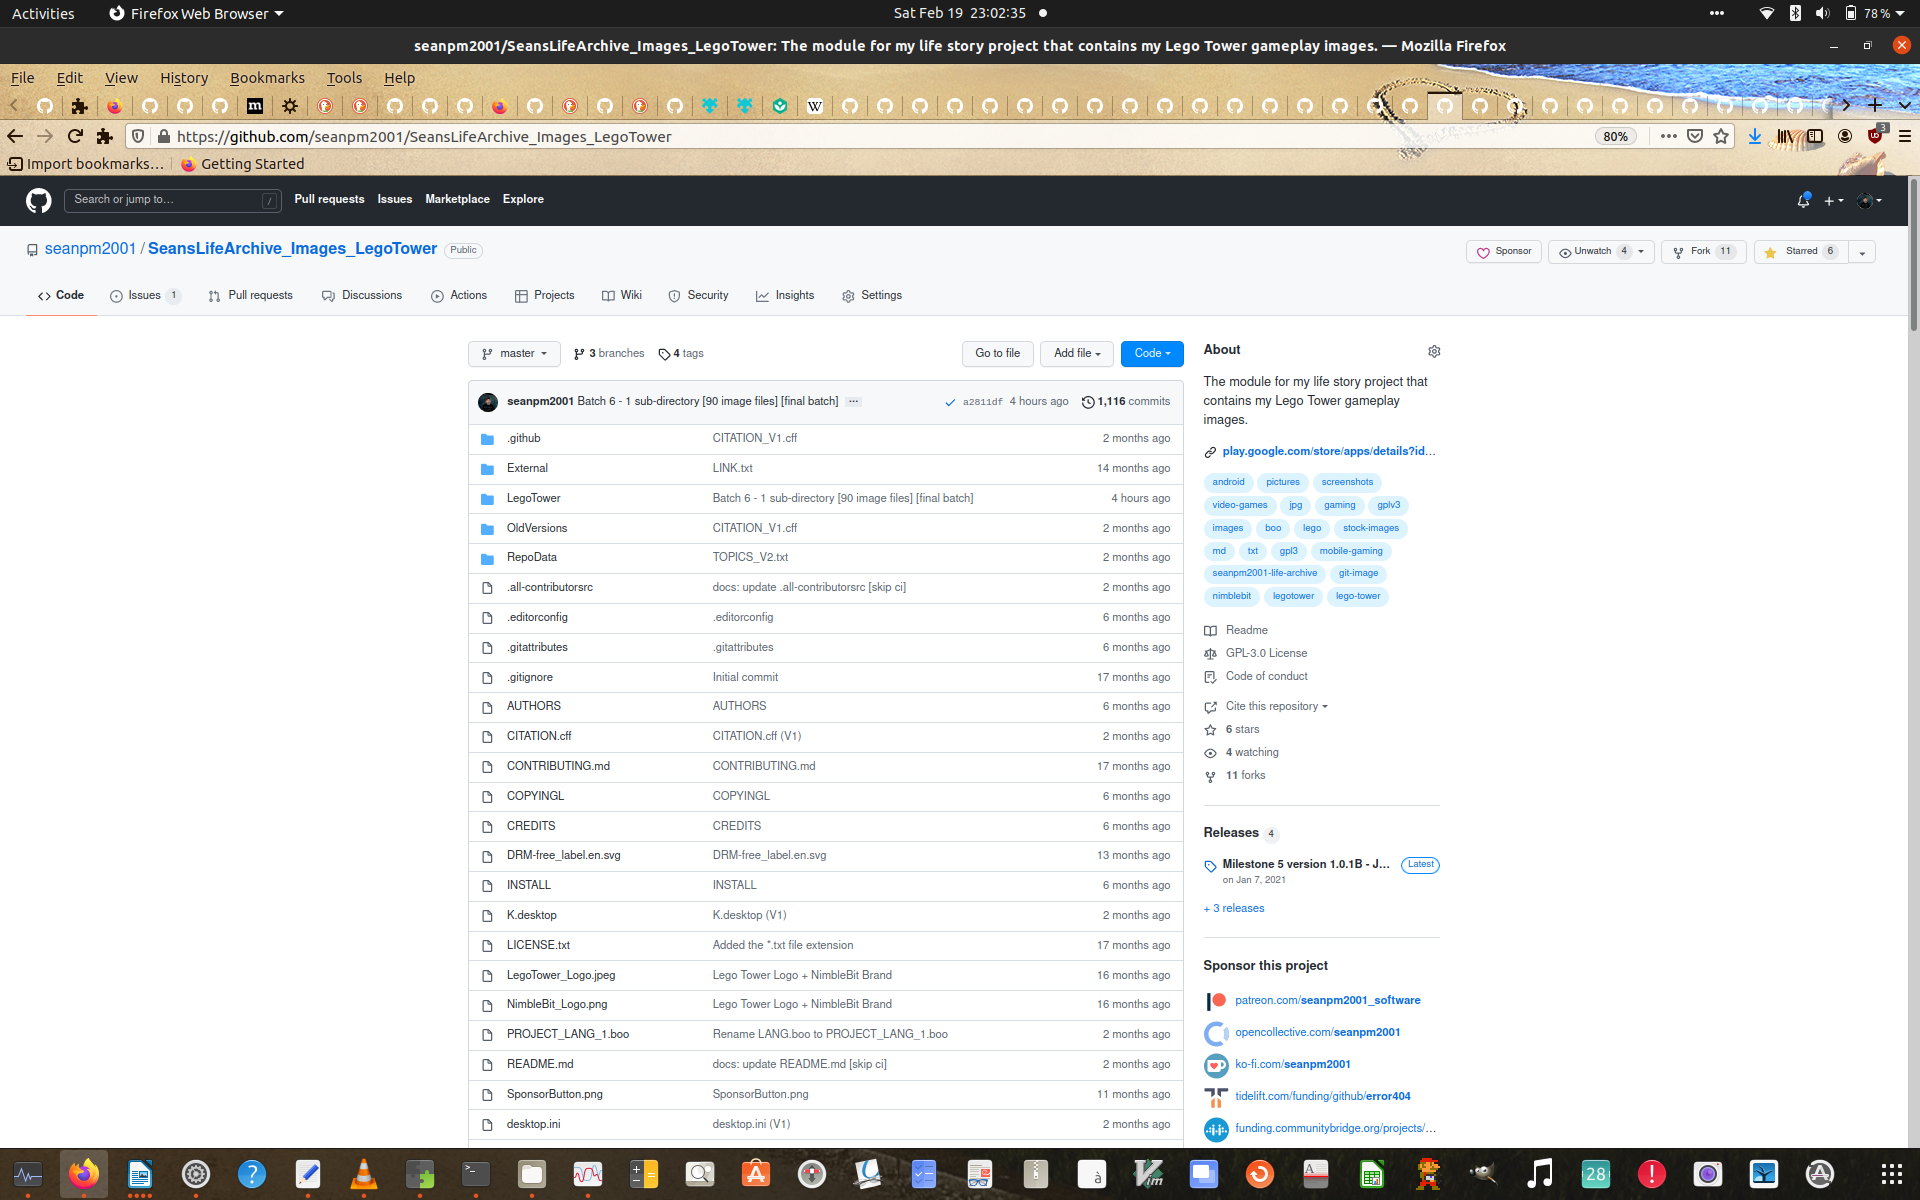 Activities Firefox Web Browser Sat Feb 19 23:02:35 78 %
seanpm2001/SeansLifeArchive_Images_LegoTower: The module for my life story project that contains my Lego Tower gameplay images. — Mozilla Firefox
File Edit View History Bookmarks Tools Help
m W
https://github.com/seanpm2001/SeansLifeArchive_Images_LegoTower 80% 3
Import bookmarks… Getting Started
Search or jump to… / Pull requests Issues Marketplace Explore
seanpm2001 / SeansLifeArchive_Images_LegoTower Public Sponsor Unwatch 4 Fork 11 Starred 6
Code Issues 1 Pull requests Discussions Actions Projects Wiki Security Insights Settings
master 3 branches 4 tags Go to file Add file Code
seanpm2001 Batch 6 - 1 sub-directory [90 image files] [final batch] ... a2811df 4 hours ago 1,116 commits
.github CITATION_V1.cff 2 months ago
External LINK.txt 14 months ago
LegoTower Batch 6 - 1 sub-directory [90 image files] [final batch] 4 hours ago
OldVersions CITATION_V1.cff 2 months ago
RepoData TOPICS_V2.txt 2 months ago
.all-contributorsrc docs: update .all-contributorsrc [skip ci] 2 months ago
.editorconfig .editorconfig 6 months ago
.gitattributes .gitattributes 6 months ago
.gitignore Initial commit 17 months ago
AUTHORS AUTHORS 6 months ago
CITATION.cff CITATION.cff (V1) 2 months ago
CONTRIBUTING.md CONTRIBUTING.md 17 months ago
COPYINGL COPYINGL 6 months ago
CREDITS CREDITS 6 months ago
DRM-free_label.en.svg DRM-free_label.en.svg 13 months ago
INSTALL INSTALL 6 months ago
K.desktop K.desktop (V1) 2 months ago
LICENSE.txt Added the *.txt file extension 17 months ago
LegoTower_Logo.jpeg Lego Tower Logo + NimbleBit Brand 16 months ago
NimbleBit_Logo.png Lego Tower Logo + NimbleBit Brand 16 months ago
PROJECT_LANG_1.boo Rename LANG.boo to PROJECT_LANG_1.boo 2 months ago
README.md docs: update README.md [skip ci] 2 months ago
SponsorButton.png SponsorButton.png 11 months ago
desktop.ini desktop.ini (V1) 2 months ago
About
The module for my life story project that
contains my Lego Tower gameplay
images.
play.google.com/store/apps/details?id...
android pictures screenshots
video-games jpg gaming gplv3
images boo lego stock-images
md txt gpl3 mobile-gaming
seanpm2001-life-archive git-image
nimblebit legotower lego-tower
Readme
GPL-3.0 License
Code of conduct
Cite this repository
6 stars
4 watching
11 forks
Releases 4
Milestone 5 version 1.0.1B - J... Latest
on Jan 7, 2021
+ 3 releases
Sponsor this project
patreon.com/seanpm2001_software
opencollective.com/seanpm2001
ko-fi.com/seanpm2001
tidelift.com/funding/github/error404
funding.communitybridge.org/projects/...
28